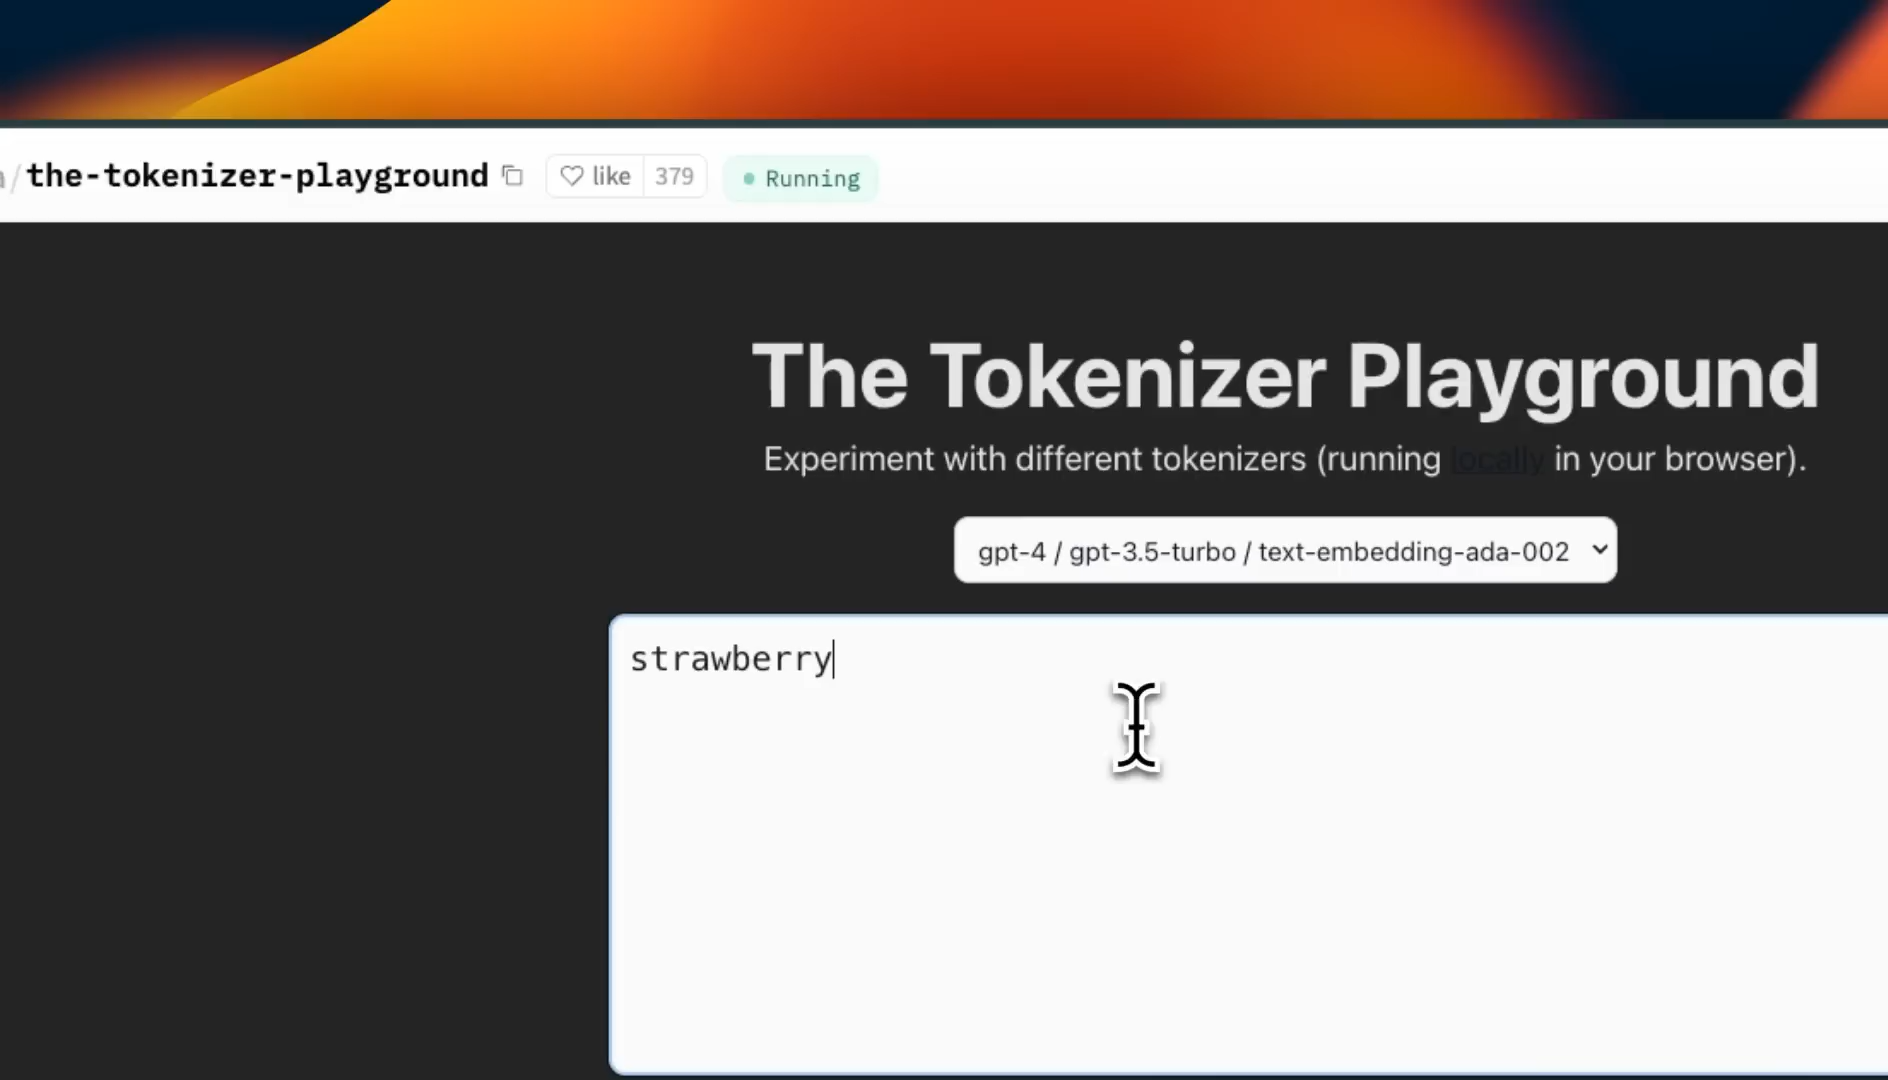 /the-tokenizer-playground like 379 Running
The Tokenizer Playground
Experiment with different tokenizers (running locally in your browser).
gpt-4 / gpt-3.5-turbo / text-embedding-ada-002
strawberry